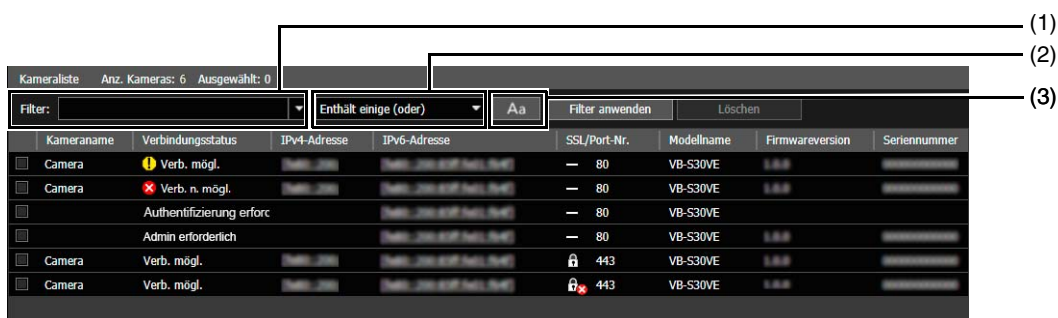 (1)
(2)
(3)
Kameraliste Anz. Kameras: 6 Ausgewählt: 0
Filter: Enthält einige (oder) Aa Filter anwenden Löschen
Kameraname Verbindungsstatus IPv4-Adresse IPv6-Adresse SSL/Port-Nr. Modellname Firmwareversion Seriennummer
Camera Verb. mögl. — 80 VB-S30VE
Camera Verb. n. mögl. — 80 VB-S30VE
Authentifizierung erforc — 80 VB-S30VE
Admin erforderlich — 80 VB-S30VE
Camera Verb. mögl. 443 VB-S30VE
Camera Verb. mögl. 443 VB-S30VE